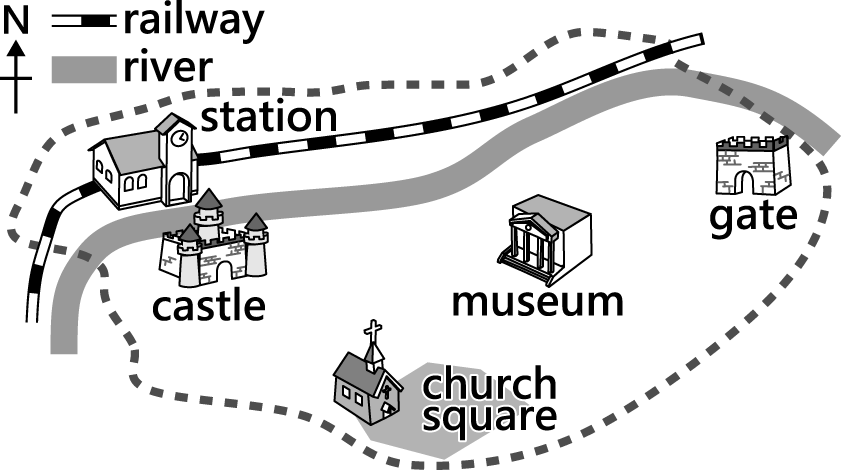 N
railway
river
station
gate
castle
museum
church
square